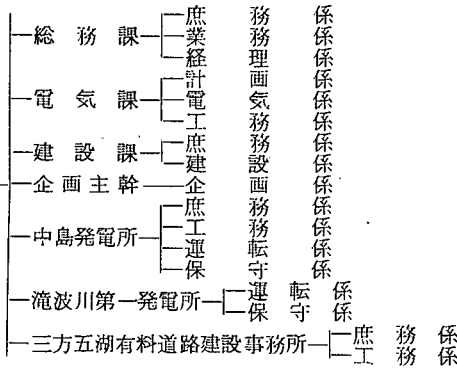 庶務係
総務課 業務係
経理係
計画係
電気課 電気係
工務係
建設課 庶務係
建設係
企画主幹 企画係
庶務係
中島発電所 工務係
運転係
保守係
滝波川第一発電所 運転係
保守係
三方五湖有料道路建設事務所 庶務係
工務係